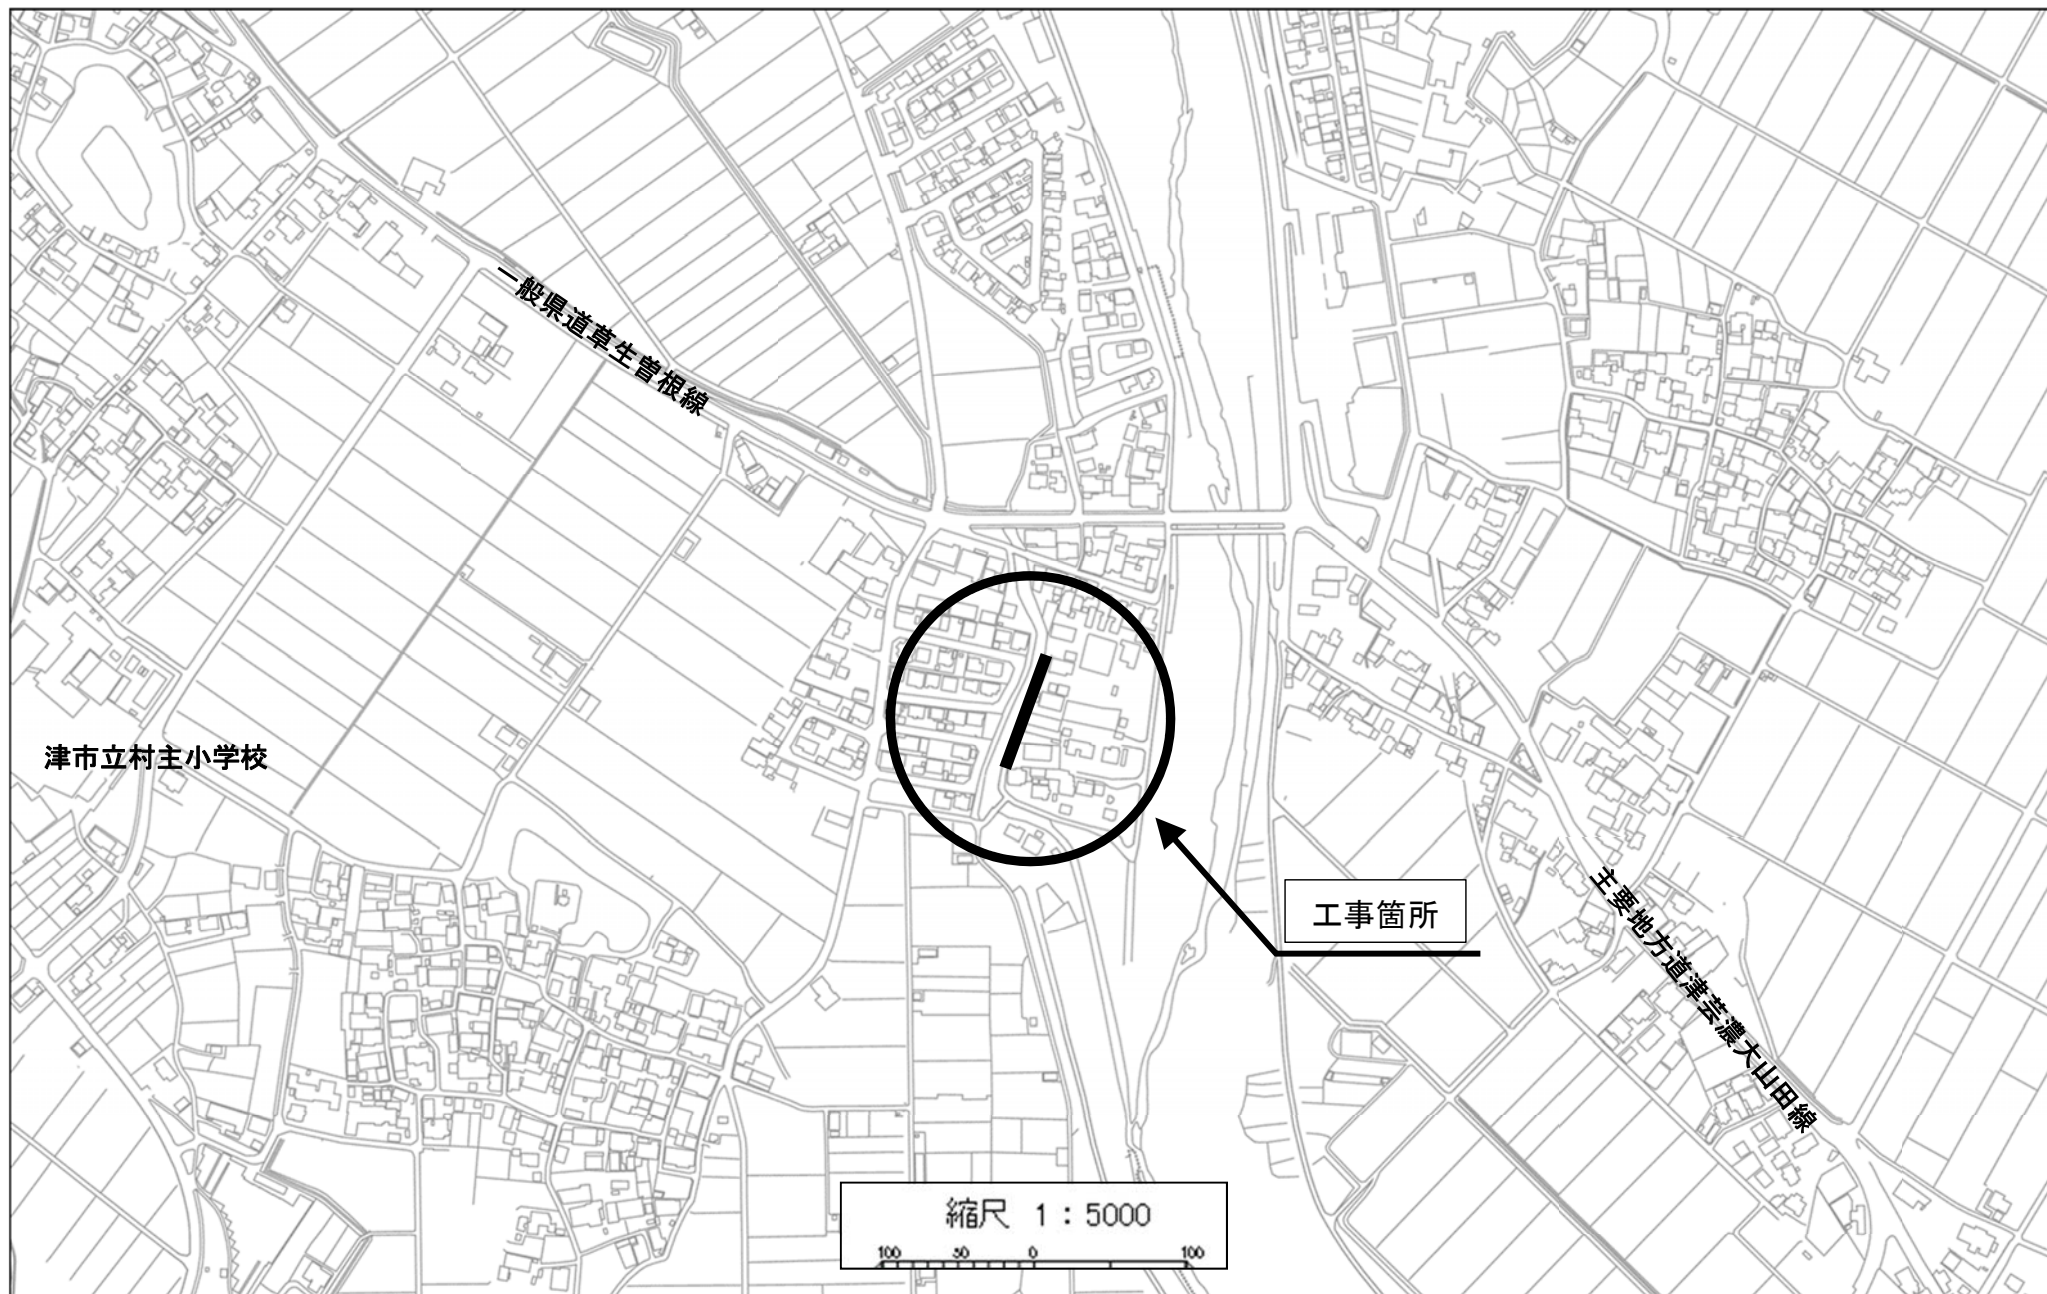 一般県道草生曽根線
津市立村主小学校
工事箇所
主要地方道津芸濃大山田線
縮尺 1:5000
100 50 0 100